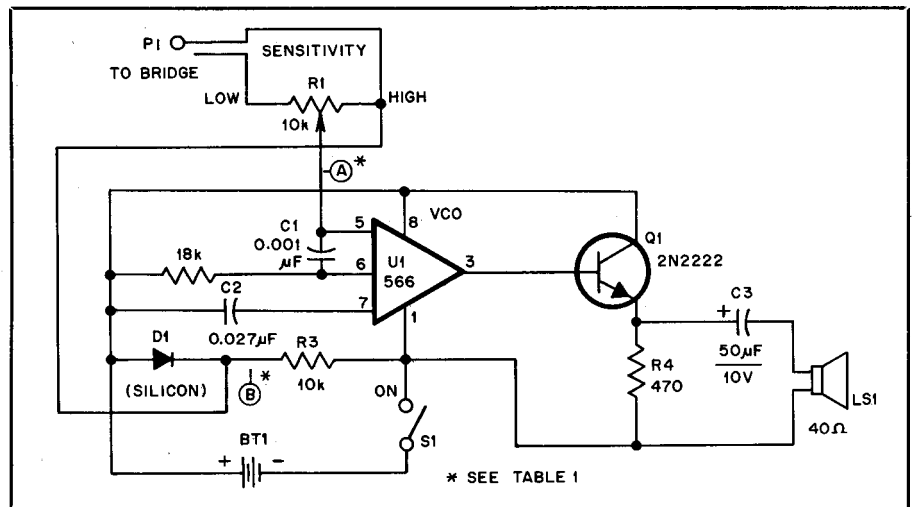 P1
SENSITIVITY
TO BRIDGE
R1
LOW
HIGH
10k
A *
C1
0.001
µF
5
8
VCO
18k
6
U1
566
3
Q1
2N2222
C2
7
0.027µF
1
C3
+
D1
R3
50µF
10V
R4
470
(SILICON)
B *
10k
ON
LS1
40Ω
BT1
+
-
S1
* SEE TABLE 1